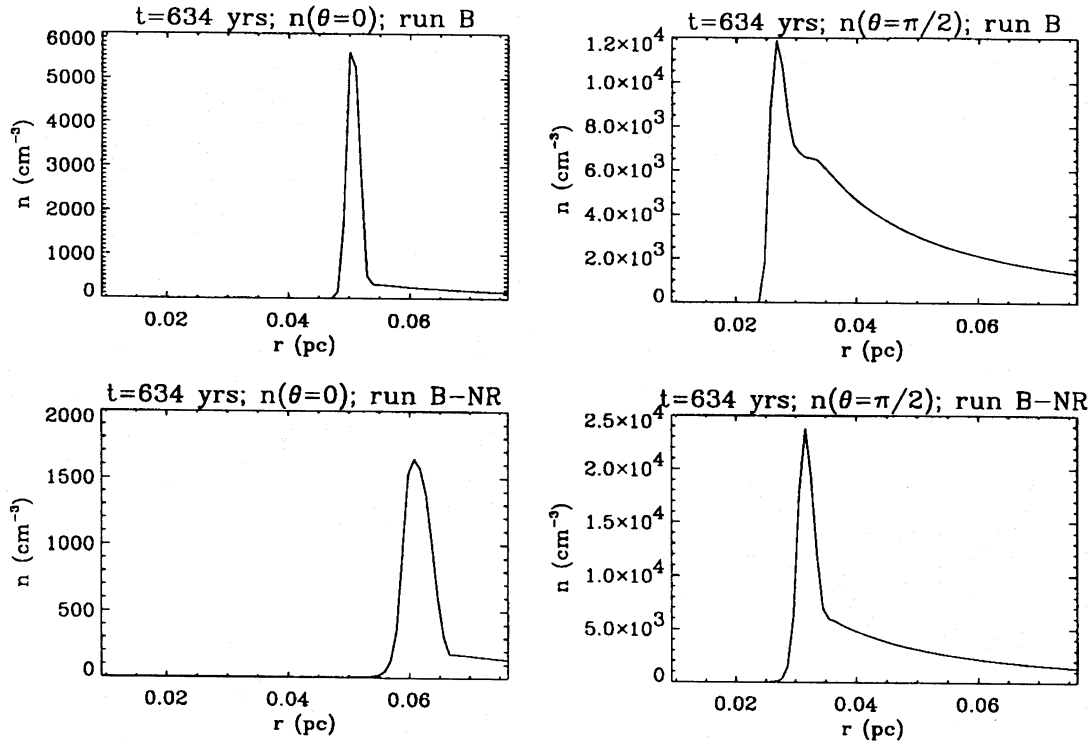 t=634 yrs; n(θ=0); run B
6000
5000
4000
3000
2000
1000
0
n (cm⁻³)
0.02 0.04 0.06
r (pc)
t=634 yrs; n(θ=π/2); run B
1.2×10⁴
1.0×10⁴
8.0×10³
6.0×10³
4.0×10³
2.0×10³
0
n (cm⁻³)
0.02 0.04 0.06
r (pc)
t=634 yrs; n(θ=0); run B-NR
2000
1500
1000
500
0
n (cm⁻³)
0.02 0.04 0.06
r (pc)
t=634 yrs; n(θ=π/2); run B-NR
2.5×10⁴
2.0×10⁴
1.5×10⁴
1.0×10⁴
5.0×10³
0
n (cm⁻³)
0.02 0.04 0.06
r (pc)